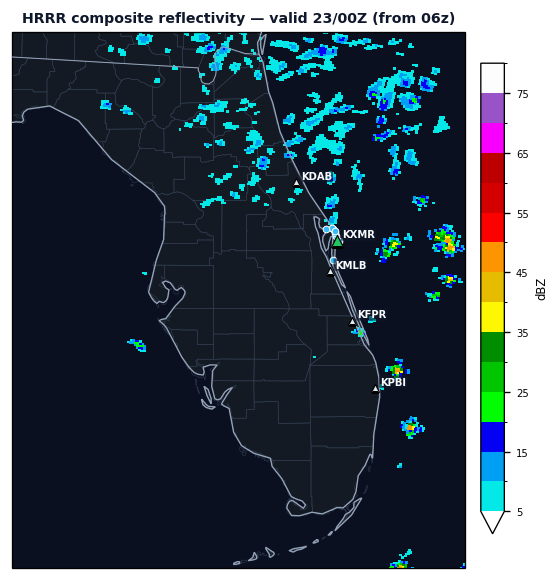 HRRR composite reflectivity — valid 23/00Z (from 06z)
KDAB
KXMR
KMLB
KFPR
KPBI
75
65
55
45
35
25
15
5
dBZ